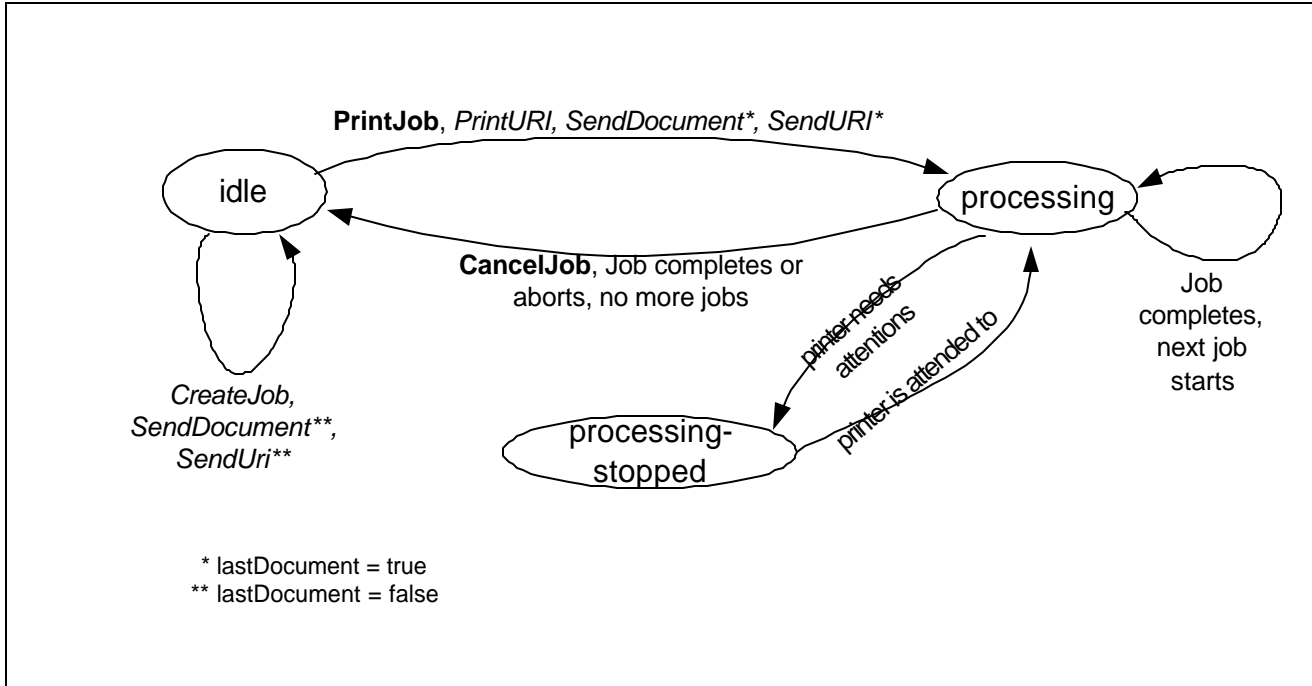 PrintJob, PrintURI, SendDocument*, SendURI*
idle
processing
CancelJob, Job completes or
aborts, no more jobs
printer needs
attentions
printer is attended to
Job
completes,
next job
starts
CreateJob,
SendDocument**,
SendUri**
processing-
stopped
* lastDocument = true
** lastDocument = false